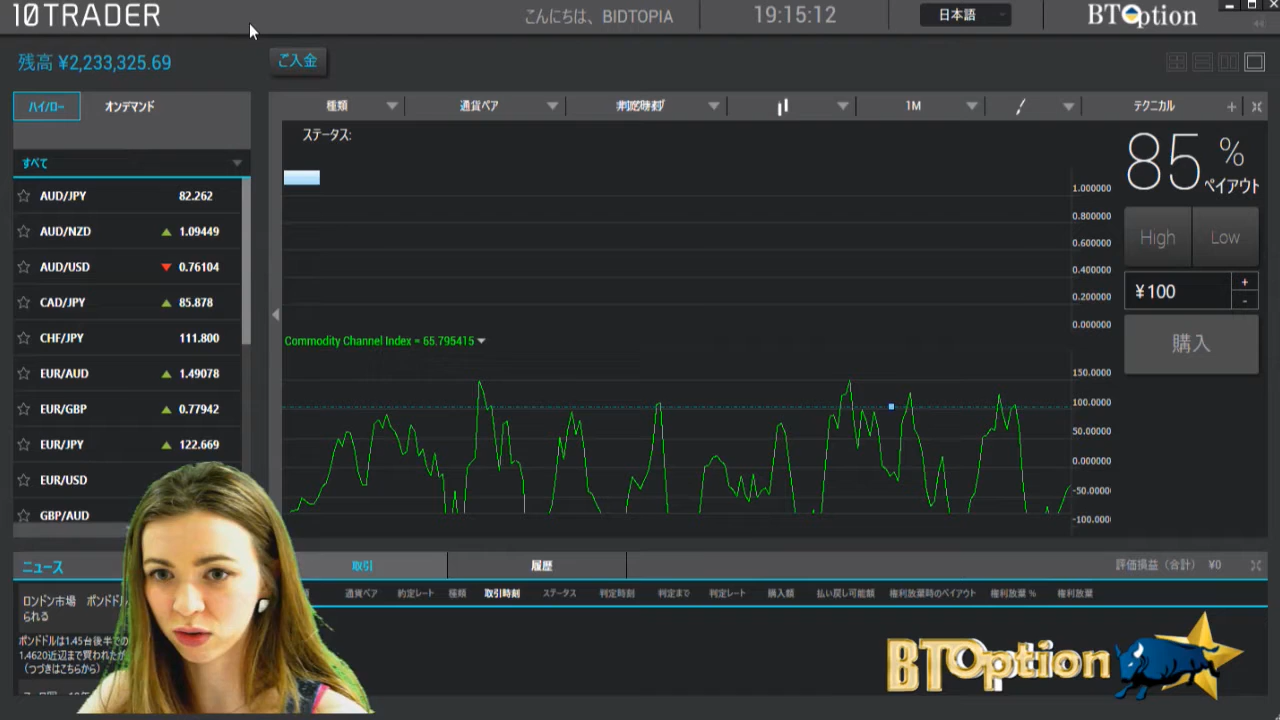 10TRADER
こんにちは、BIDTOPIA
19:15:12
日本語
BTOption
残高 ¥2,233,325.69
ご入金
ハイ/ロー
オンデマンド
種類
通貨ペア
1M
テクニカル
ステータス:
すべて
AUD/JPY 82.262
AUD/NZD 1.09449
AUD/USD 0.76104
CAD/JPY 85.878
CHF/JPY 111.800
EUR/AUD 1.49078
EUR/GBP 0.77942
EUR/JPY 122.669
EUR/USD
GBP/AUD
1.000000
0.800000
0.600000
0.400000
0.200000
0.000000
Commodity Channel Index = 65.795415
150.0000
100.0000
50.00000
0.000000
-50.0000
-100.000
85 %
ペイアウト
High
Low
¥100
+
-
購入
ニュース
取引
履歴
評価損益（合計） ¥0
通貨ペア 約定レート 種類 取引時刻 ステータス 判定時刻 判定まで 判定レート 購入額 払い戻し可能額 権利放棄時のペイアウト 権利放棄 % 権利放棄
ロンドン市場 ポンドド
られる
ポンドドルは1.45台後半での
1.4620近辺まで買われたが
（つづきはこちらから）
BTOption